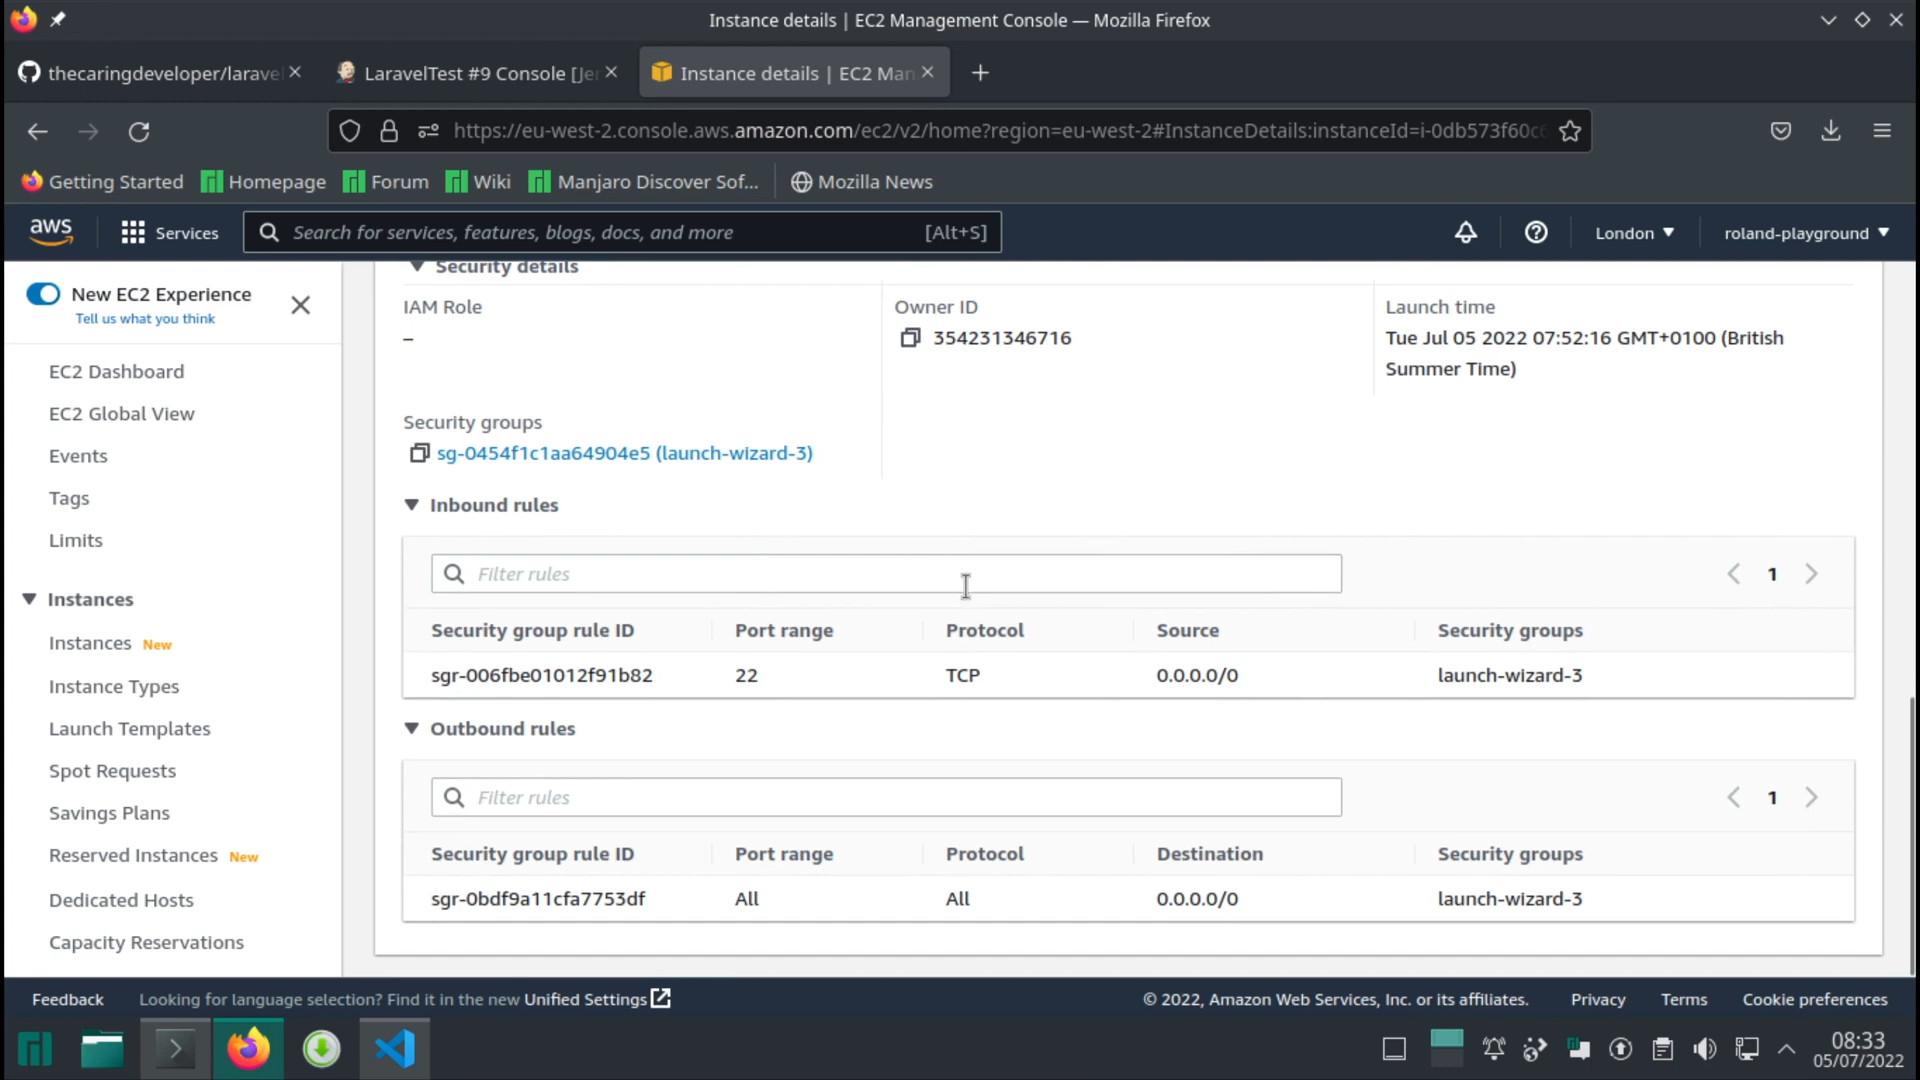 Instance details | EC2 Management Console — Mozilla Firefox
thecaringdeveloper/larave
LaravelTest #9 Console [Je
Instance details | EC2 Man
https://eu-west-2.console.aws.amazon.com/ec2/v2/home?region=eu-west-2#InstanceDetails:instanceId=i-0db573f60c
Getting Started
Homepage
Forum
Wiki
Manjaro Discover Sof...
Mozilla News
aws
Services
Search for services, features, blogs, docs, and more
[Alt+S]
London
roland-playground
New EC2 Experience
Tell us what you think
EC2 Dashboard
EC2 Global View
Events
Tags
Limits
Instances
Instances New
Instance Types
Launch Templates
Spot Requests
Savings Plans
Reserved Instances New
Dedicated Hosts
Capacity Reservations
Security details
IAM Role
–
Owner ID
354231346716
Launch time
Tue Jul 05 2022 07:52:16 GMT+0100 (British
Summer Time)
Security groups
sg-0454f1c1aa64904e5 (launch-wizard-3)
Inbound rules
Filter rules
1
Security group rule ID Port range Protocol Source Security groups
sgr-006fbe01012f91b82 22 TCP 0.0.0.0/0 launch-wizard-3
Outbound rules
Filter rules
1
Security group rule ID Port range Protocol Destination Security groups
sgr-0bdf9a11cfa7753df All All 0.0.0.0/0 launch-wizard-3
Feedback
Looking for language selection? Find it in the new Unified Settings
© 2022, Amazon Web Services, Inc. or its affiliates.
Privacy
Terms
Cookie preferences
08:33
05/07/2022